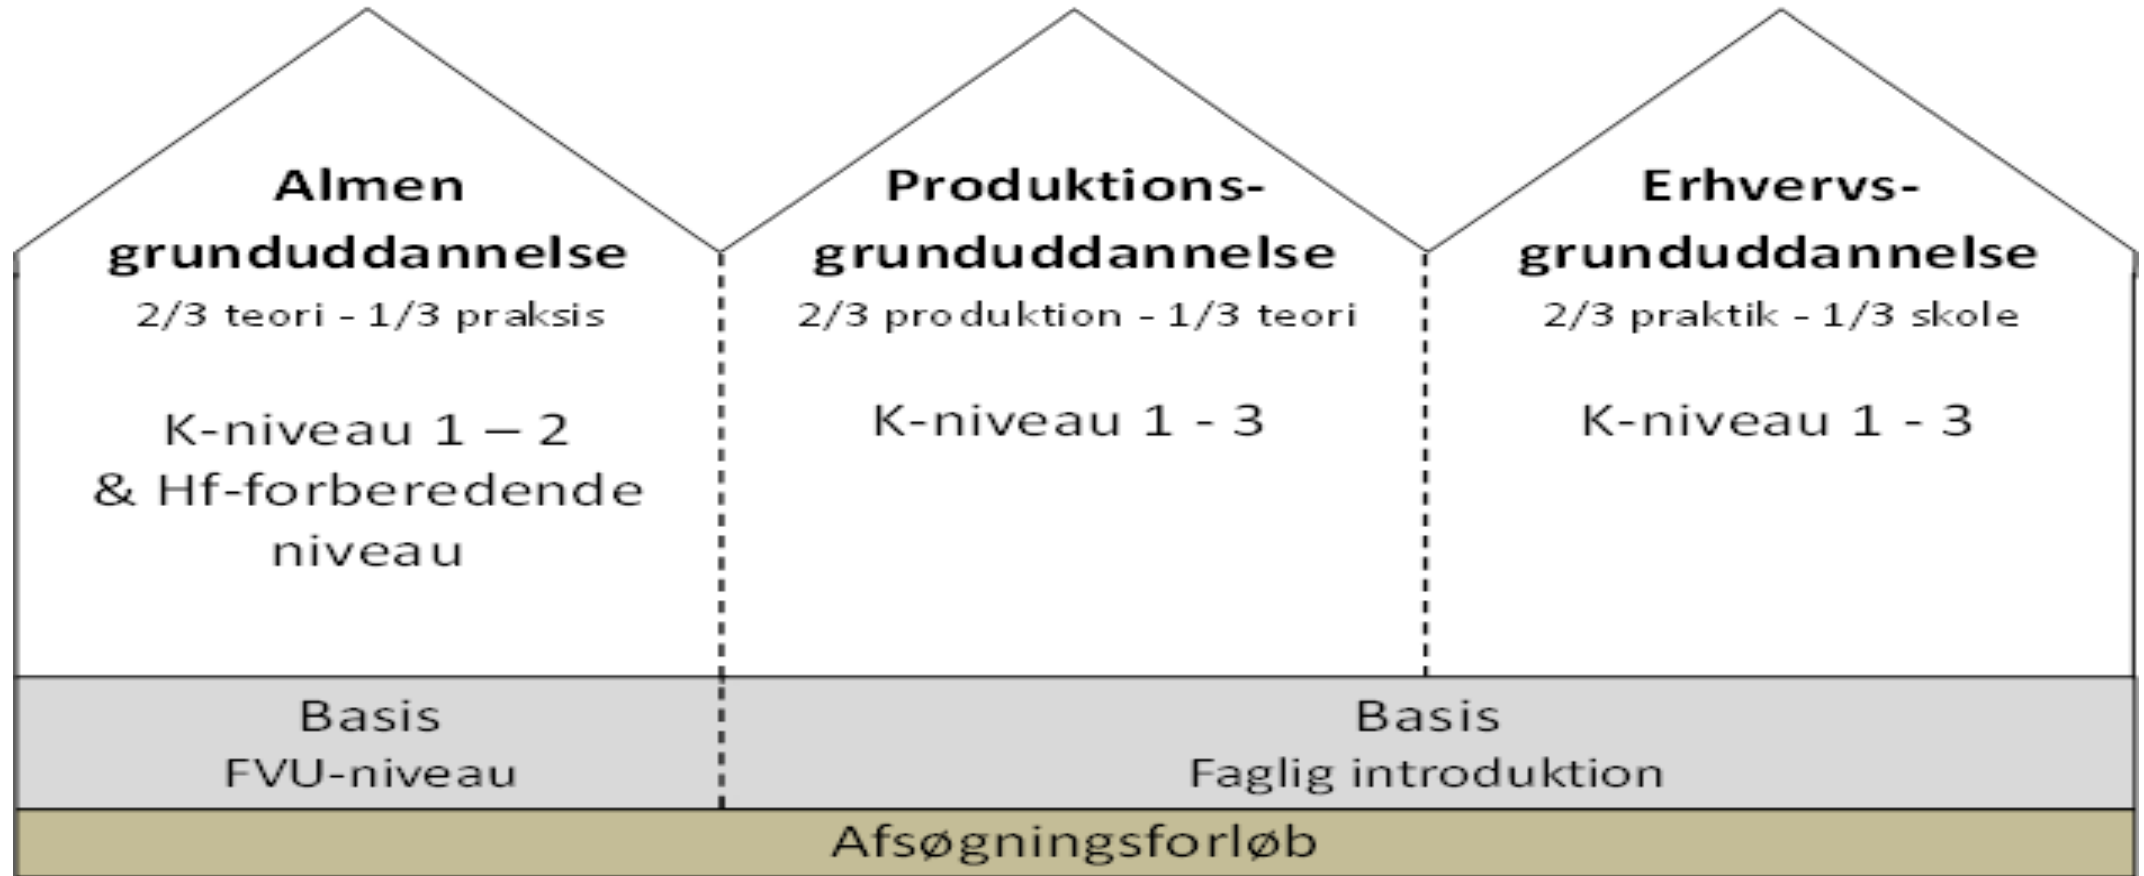 Almen
grunduddannelse
2/3 teori - 1/3 praksis
K-niveau 1 – 2
& Hf-forberedende
niveau
Produktions-
grunduddannelse
2/3 produktion - 1/3 teori
K-niveau 1 - 3
Erhvervs-
grunduddannelse
2/3 praktik - 1/3 skole
K-niveau 1 - 3
Basis
FVU-niveau
Basis
Faglig introduktion
Afsøgningsforløb